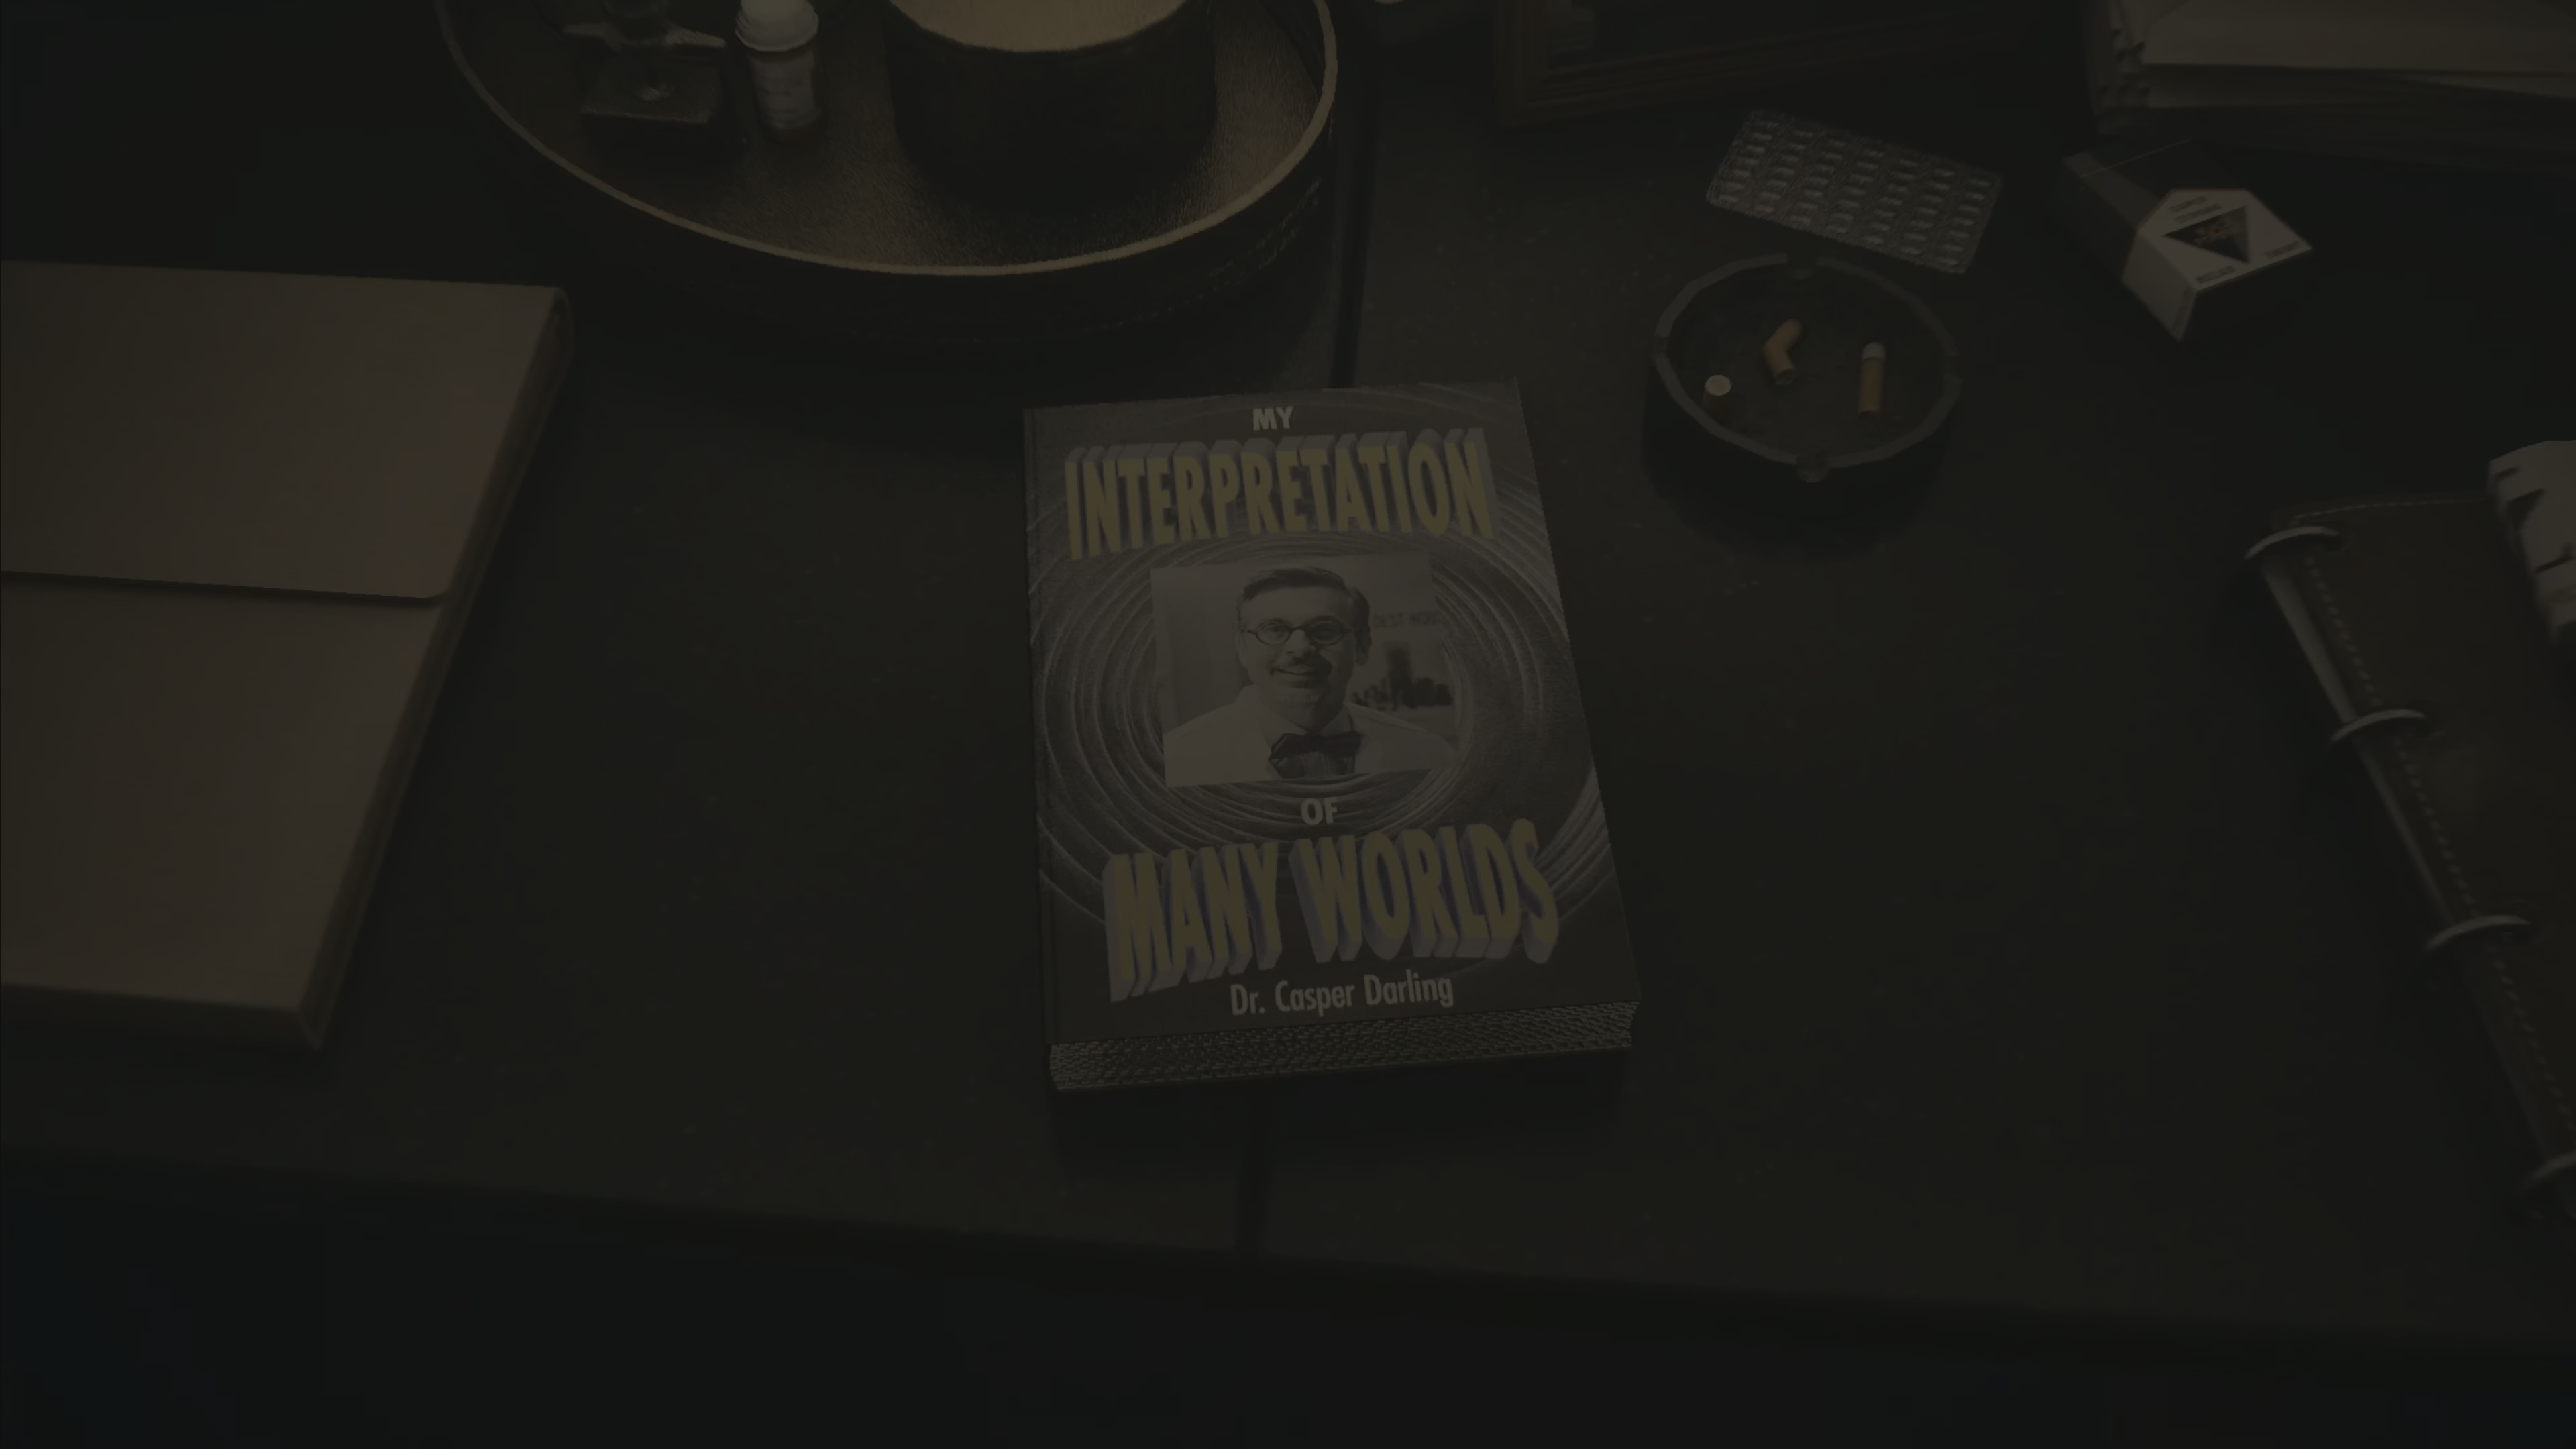 MY
INTERPRETATION
OF
MANY WORLDS
Dr. Casper Darling